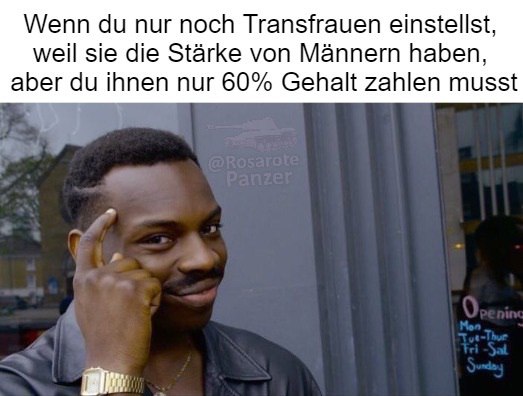 Wenn du nur noch Transfrauen einstellst,
weil sie die Stärke von Männern haben,
aber du ihnen nur 60% Gehalt zahlen musst
@Rosarote
Panzer
Opening
Mon
Tue-Thur
Fri-Sat
Sunday